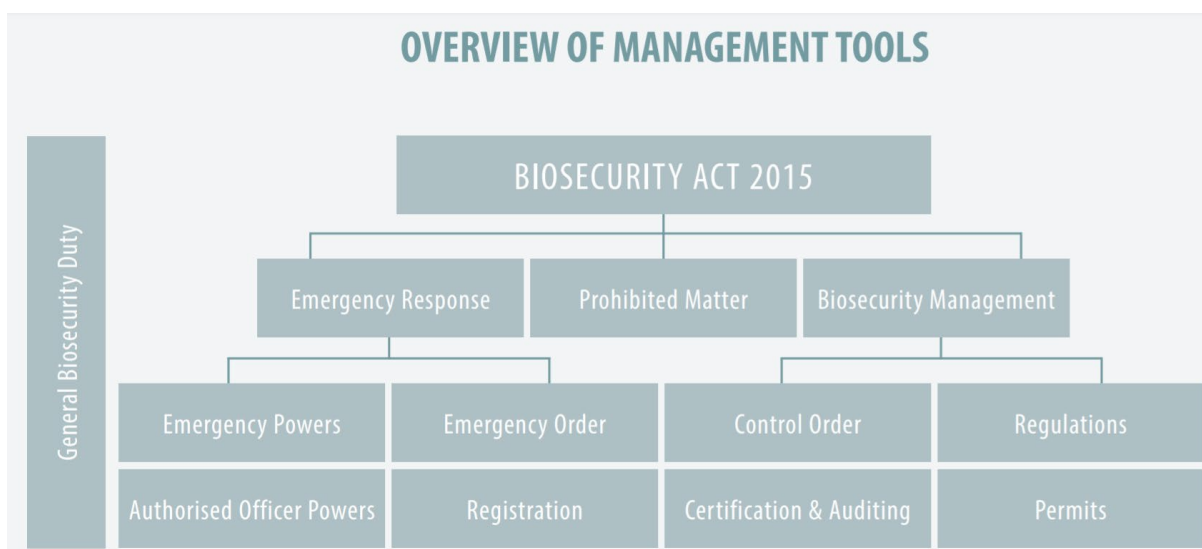 OVERVIEW OF MANAGEMENT TOOLS
General Biosecurity Duty
BIOSECURITY ACT 2015
Emergency Response
Prohibited Matter
Biosecurity Management
Emergency Powers
Emergency Order
Control Order
Regulations
Authorised Officer Powers
Registration
Certification & Auditing
Permits